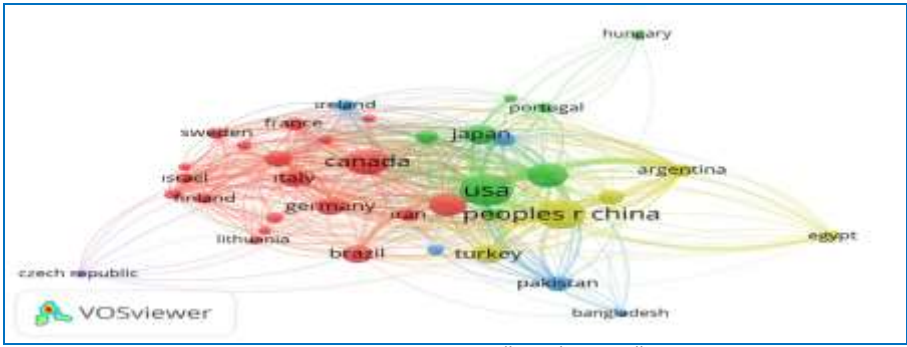 hungary
ireland
portugal
france
sweden
japan
canada
argentina
israel
italy
finland
usa
germany
iran
peoples r china
lithuania
egypt
brazil
turkey
czech republic
pakistan
bangladesh
VOSviewer